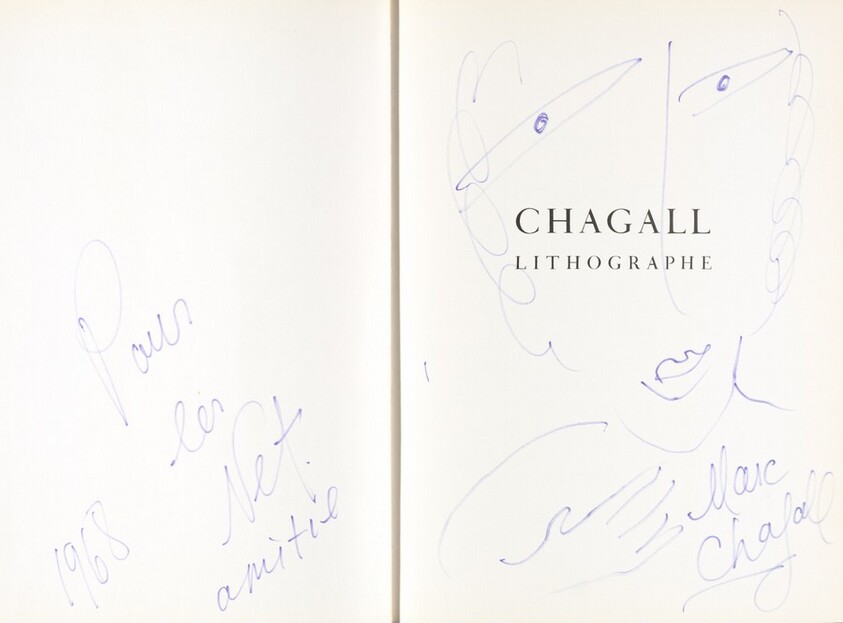 Pour
les
Net.
amitié
1968
CHAGALL
LITHOGRAPHE
Marc
Chagall